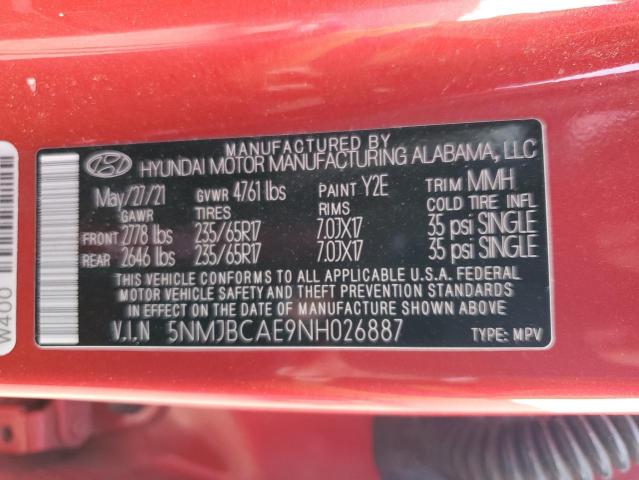 MANUFACTURED BY
HYUNDAI MOTOR MANUFACTURING ALABAMA, LLC
May/27/21 GVWR 4761 lbs PAINT Y2E TRIM MMH
GAWR TIRES RIMS COLD TIRE INFL
FRONT 2778 lbs 235/65R17 7.0JX17 35 psi SINGLE
REAR 2646 lbs 235/65R17 7.0JX17 35 psi SINGLE
THIS VEHICLE CONFORMS TO ALL APPLICABLE U.S.A. FEDERAL
MOTOR VEHICLE SAFETY AND THEFT PREVENTION STANDARDS
IN EFFECT ON THE DATE OF MANUFACTURE SHOWN ABOVE.
V.I.N 5NMJBCAE9NH026887 TYPE: MPV
W400